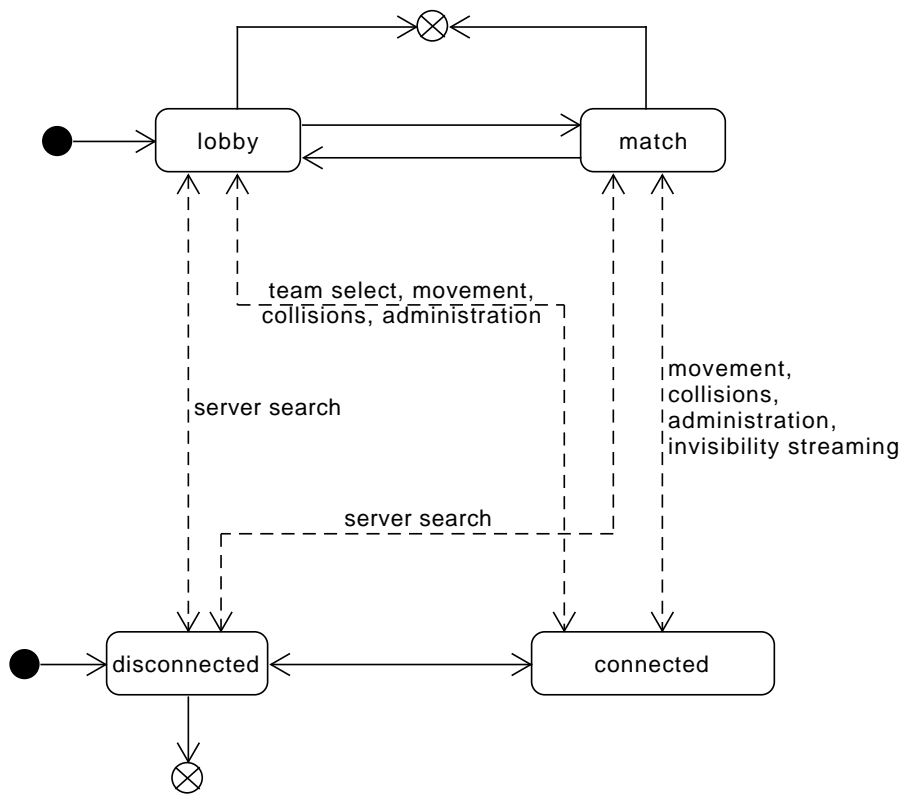 lobby
match
team select, movement,
collisions, administration
movement,
collisions,
administration,
invisibility streaming
server search
server search
disconnected
connected